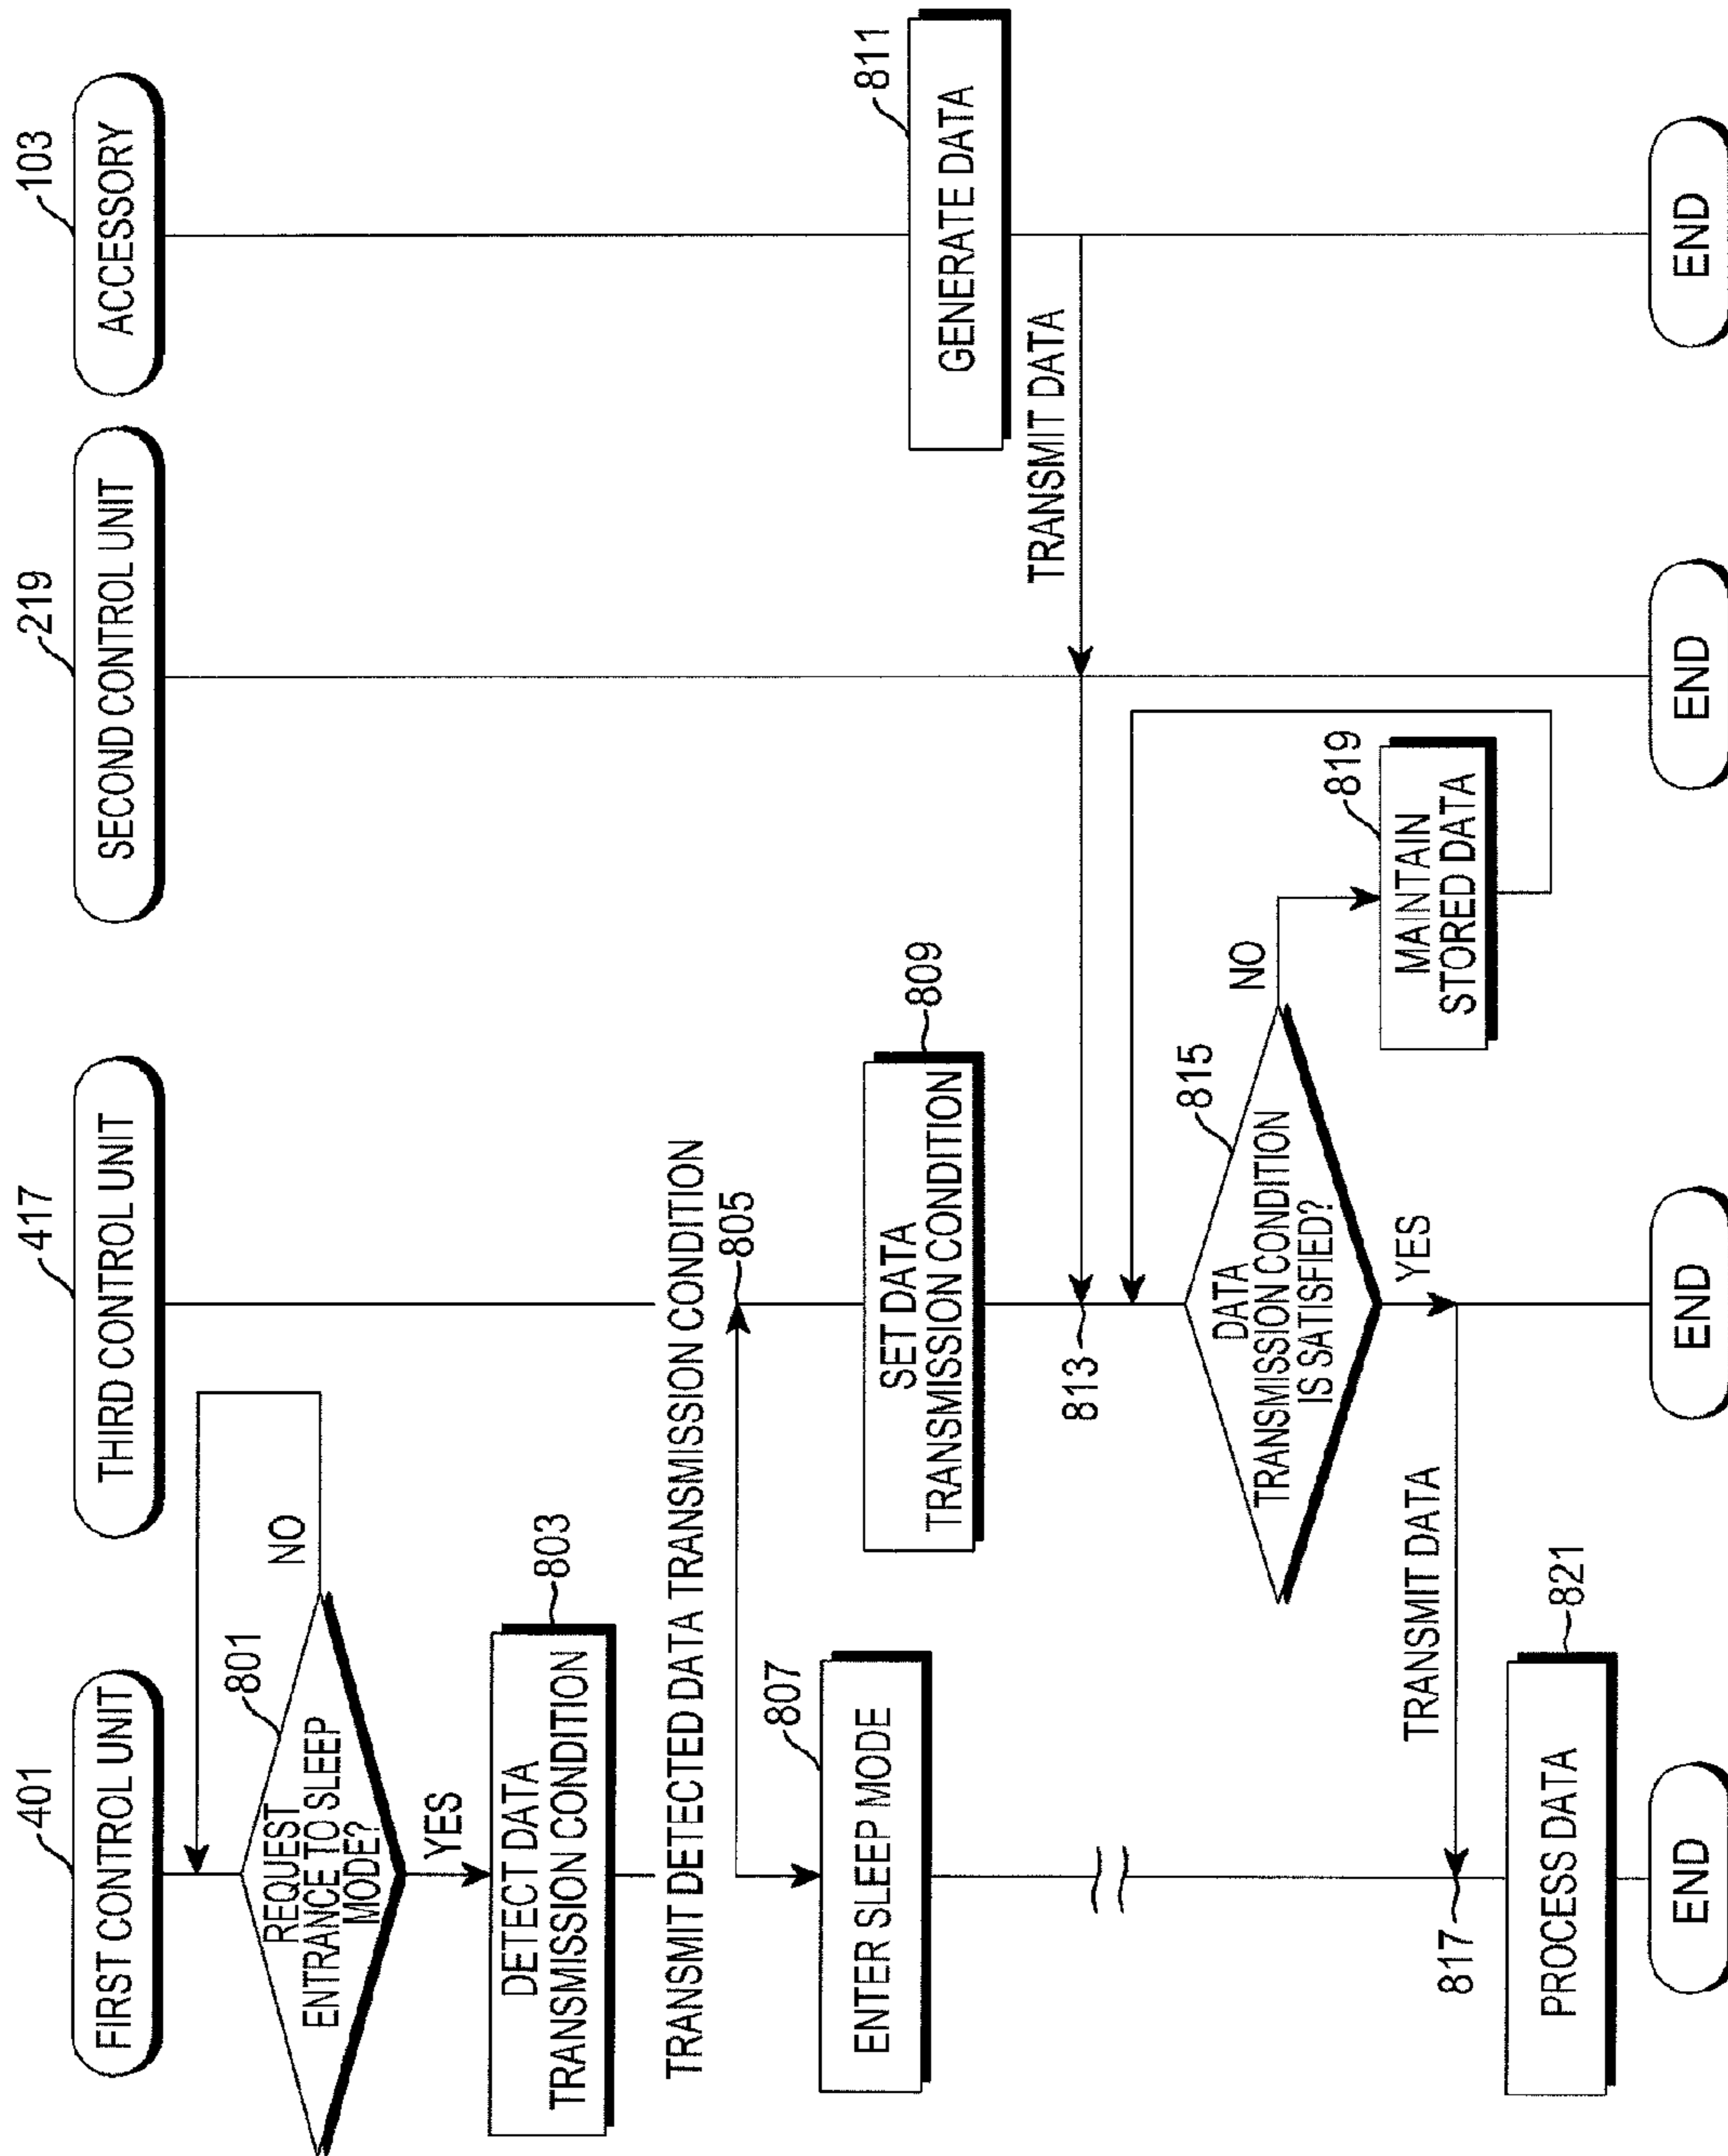 401
FIRST CONTROL UNIT
417
THIRD CONTROL UNIT
219
SECOND CONTROL UNIT
103
ACCESSORY
801
REQUEST
ENTRANCE TO SLEEP
MODE?
NO
YES
803
DETECT DATA
TRANSMISSION CONDITION
TRANSMIT DETECTED DATA TRANSMISSION CONDITION
805
807
ENTER SLEEP MODE
809
SET DATA
TRANSMISSION CONDITION
811
GENERATE DATA
TRANSMIT DATA
813
815
DATA
TRANSMISSION CONDITION
IS SATISFIED?
NO
819
MAINTAIN
STORED DATA
YES
TRANSMIT DATA
817
821
PROCESS DATA
END
END
END
END